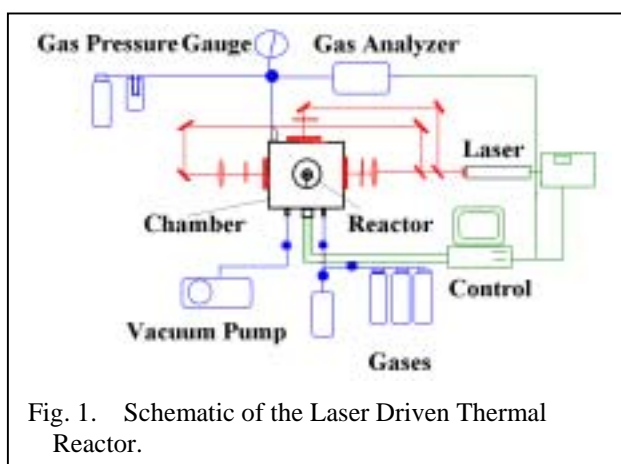 Gas Pressure Gauge Gas Analyzer
Laser
Chamber Reactor
Control
Vacuum Pump
Gases
Fig. 1. Schematic of the Laser Driven Thermal
Reactor.